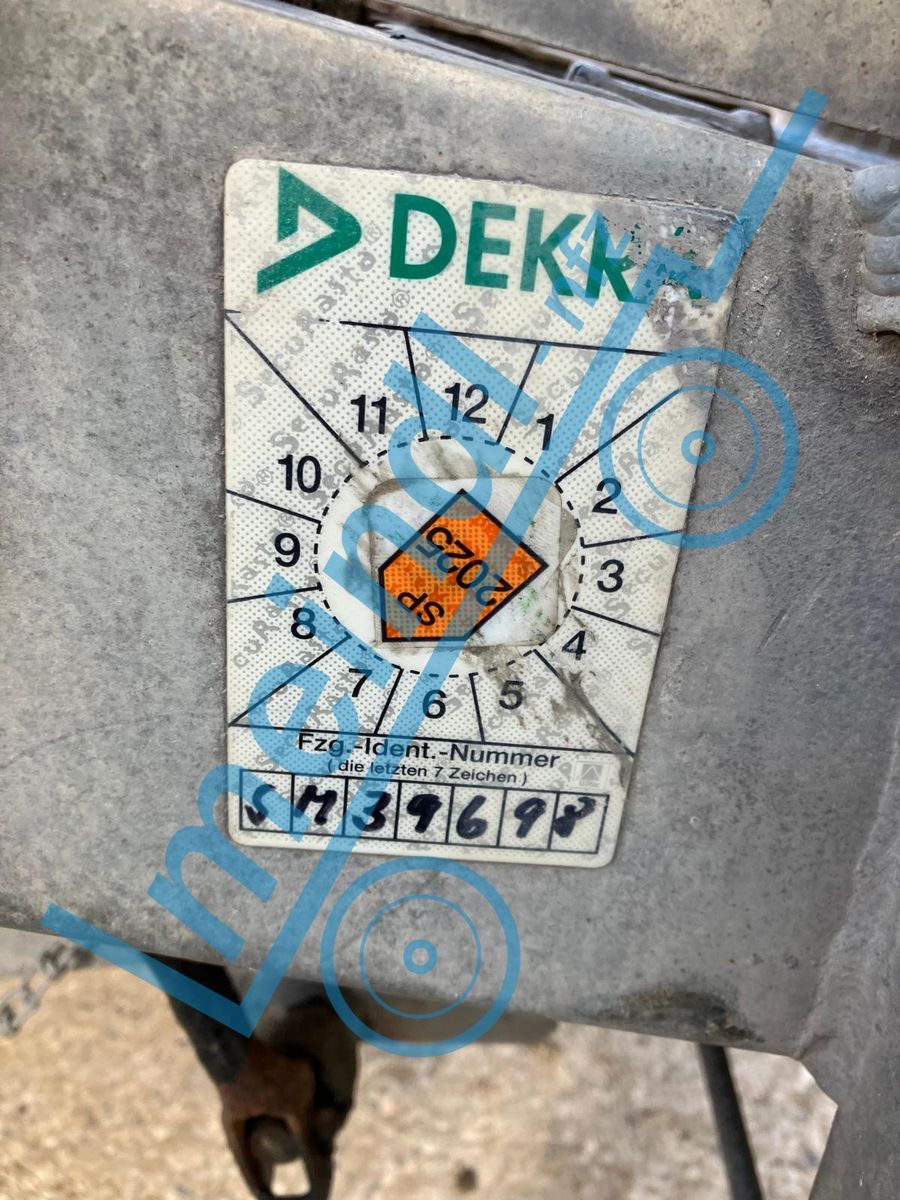 DEKRA
11 12 1
10 2
9 3
8 4
7 6 5
2025
SP
Fzg.-Ident.-Nummer
(die letzten 7 Zeichen)
SM39698
meindl